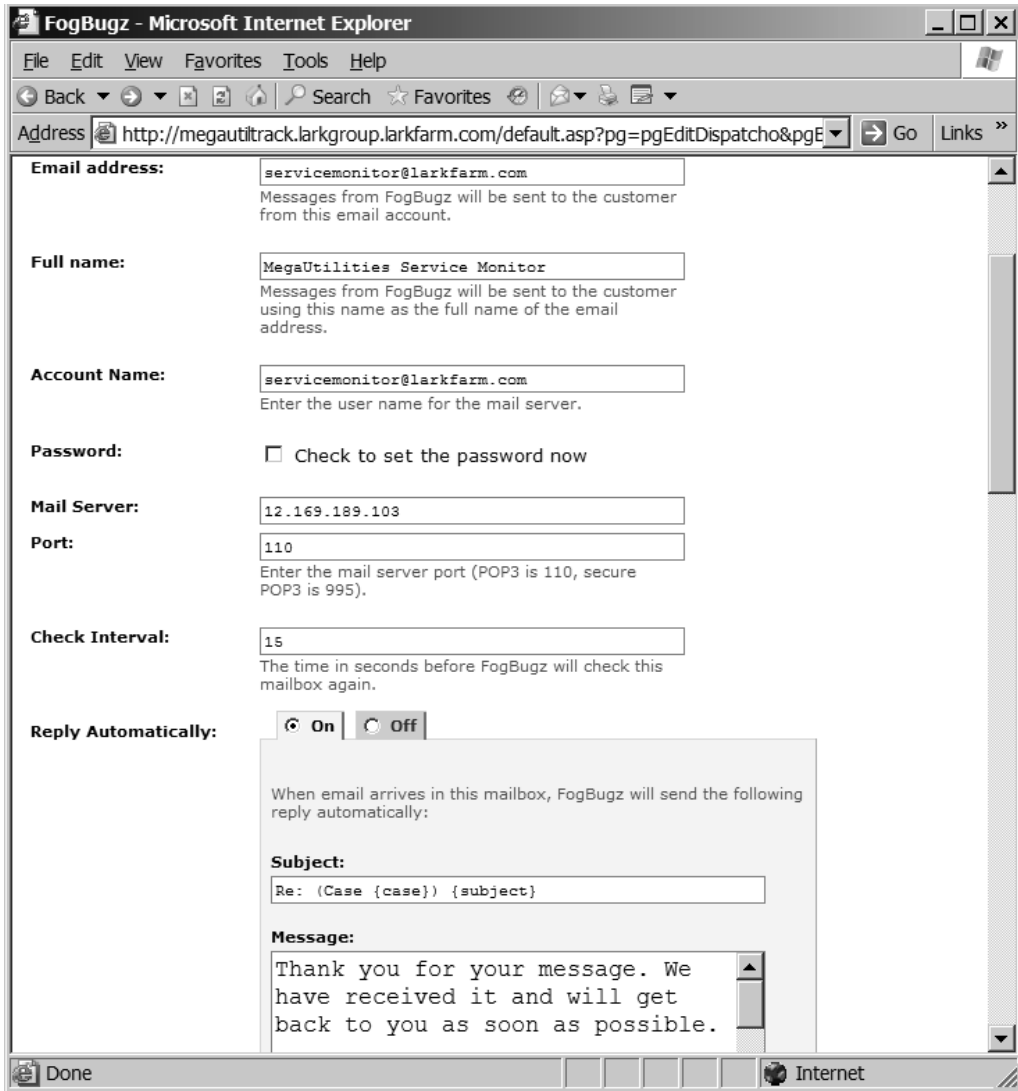 FogBugz - Microsoft Internet Explorer
File Edit View Favorites Tools Help
Back Search Favorites
Address http://megautiltrack.larkgroup.larkfarm.com/default.asp?pg=pgEditDispatcho&pgE Go Links »
Email address:
servicemonitor@larkfarm.com
Messages from FogBugz will be sent to the customer
from this email account.
Full name:
MegaUtilities Service Monitor
Messages from FogBugz will be sent to the customer
using this name as the full name of the email
address.
Account Name:
servicemonitor@larkfarm.com
Enter the user name for the mail server.
Password:
Check to set the password now
Mail Server:
12.169.189.103
Port:
110
Enter the mail server port (POP3 is 110, secure
POP3 is 995).
Check Interval:
15
The time in seconds before FogBugz will check this
mailbox again.
Reply Automatically:
On Off
When email arrives in this mailbox, FogBugz will send the following
reply automatically:
Subject:
Re: (Case {case}) {subject}
Message:
Thank you for your message. We
have received it and will get
back to you as soon as possible.
Done Internet